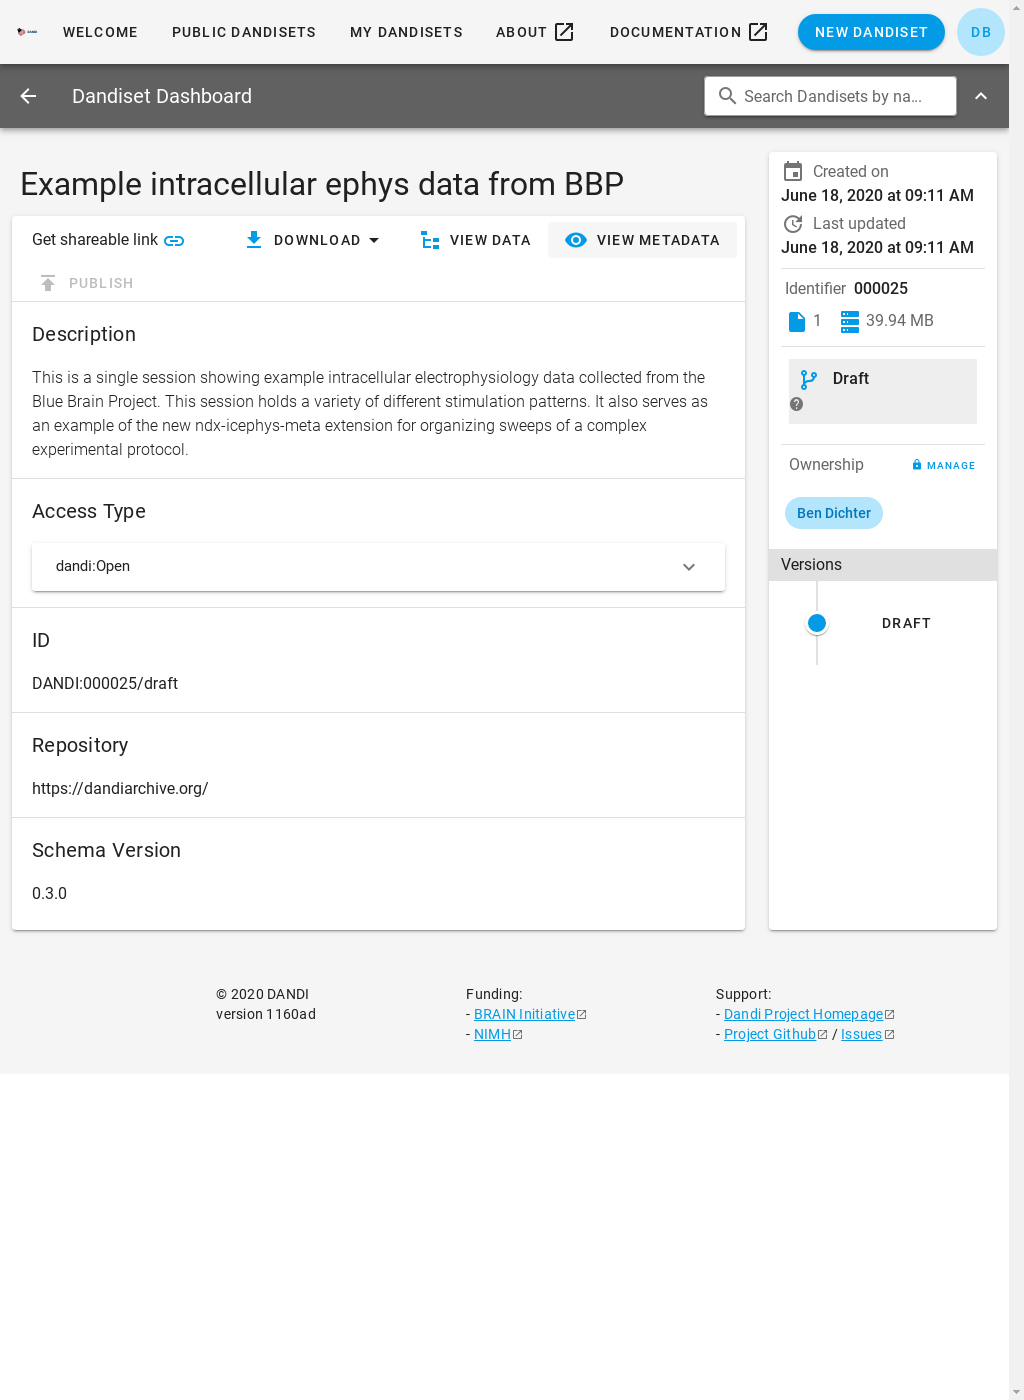 WELCOME
PUBLIC DANDISETS
MY DANDISETS
ABOUT
DOCUMENTATION
NEW DANDISET
DB
Dandiset Dashboard
Search Dandisets by na...
Example intracellular ephys data from BBP
Get shareable link
DOWNLOAD
VIEW DATA
VIEW METADATA
PUBLISH
Description
This is a single session showing example intracellular electrophysiology data collected from the
Blue Brain Project. This session holds a variety of different stimulation patterns. It also serves as
an example of the new ndx-icephys-meta extension for organizing sweeps of a complex
experimental protocol.
Access Type
dandi:Open
ID
DANDI:000025/draft
Repository
https://dandiarchive.org/
Schema Version
0.3.0
Created on
June 18, 2020 at 09:11 AM
Last updated
June 18, 2020 at 09:11 AM
Identifier 000025
1 39.94 MB
Draft
Ownership
MANAGE
Ben Dichter
Versions
DRAFT
© 2020 DANDI
version 1160ad
Funding:
- BRAIN Initiative
- NIMH
Support:
- Dandi Project Homepage
- Project Github / Issues